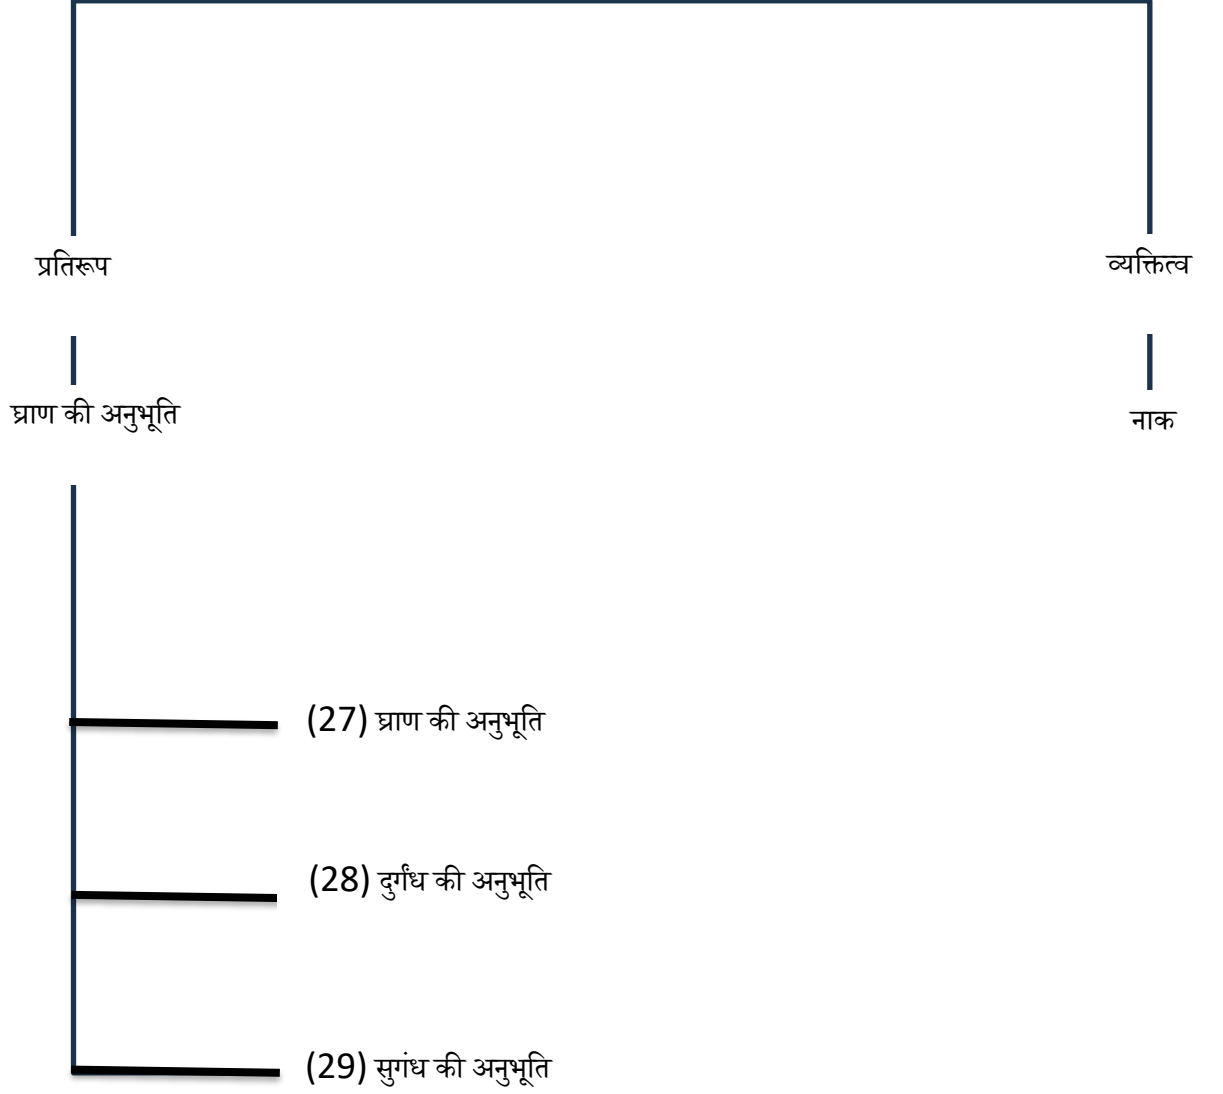 प्रतिरूप
व्यक्तित्व
घ्राण की अनुभूति
नाक
(27) घ्राण की अनुभूति
(28) दुर्गंध की अनुभूति
(29) सुगंध की अनुभूति